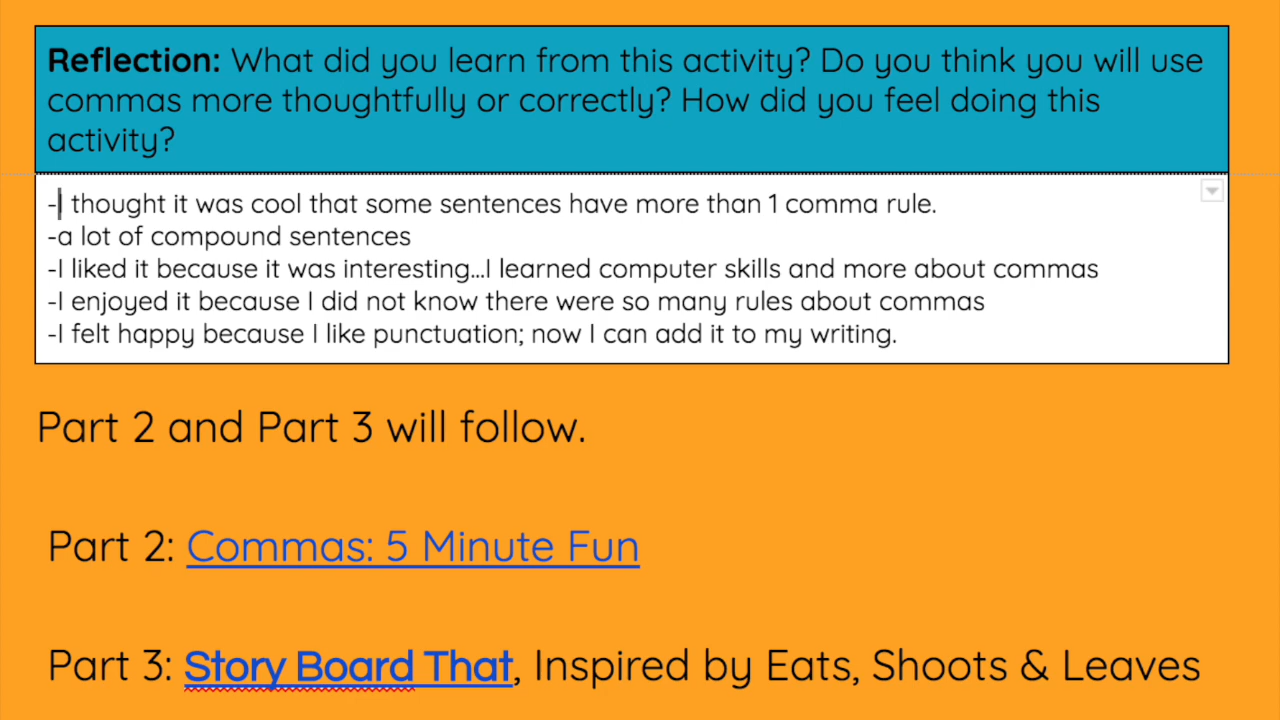 Reflection: What did you learn from this activity? Do you think you will use
commas more thoughtfully or correctly? How did you feel doing this
activity?
-I thought it was cool that some sentences have more than 1 comma rule.
-a lot of compound sentences
-I liked it because it was interesting...I learned computer skills and more about commas
-I enjoyed it because I did not know there were so many rules about commas
-I felt happy because I like punctuation; now I can add it to my writing.
Part 2 and Part 3 will follow.
Part 2: Commas: 5 Minute Fun
Part 3: Story Board That, Inspired by Eats, Shoots & Leaves